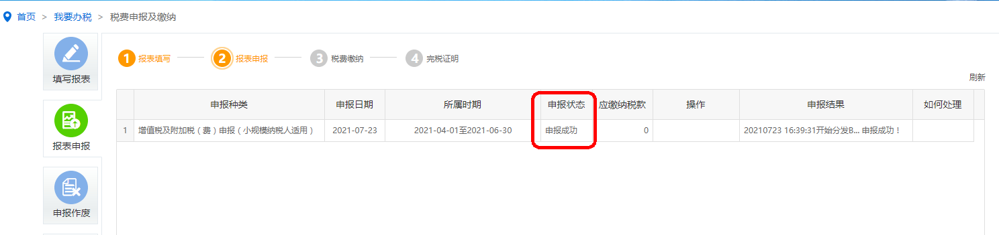 首页 > 我要办税 > 税费申报及缴纳
填写报表
报表申报
申报作废
1 报表填写 2 报表申报 3 税费缴纳 4 完税证明
刷新
申报种类 申报日期 所属时期 申报状态 应缴纳税款 操作 申报结果 如何处理
1 增值税及附加税（费）申报（小规模纳税人适用） 2021-07-23 2021-04-01至2021-06-30 申报成功 0 20210723 16:39:31开始分发B... 申报成功！